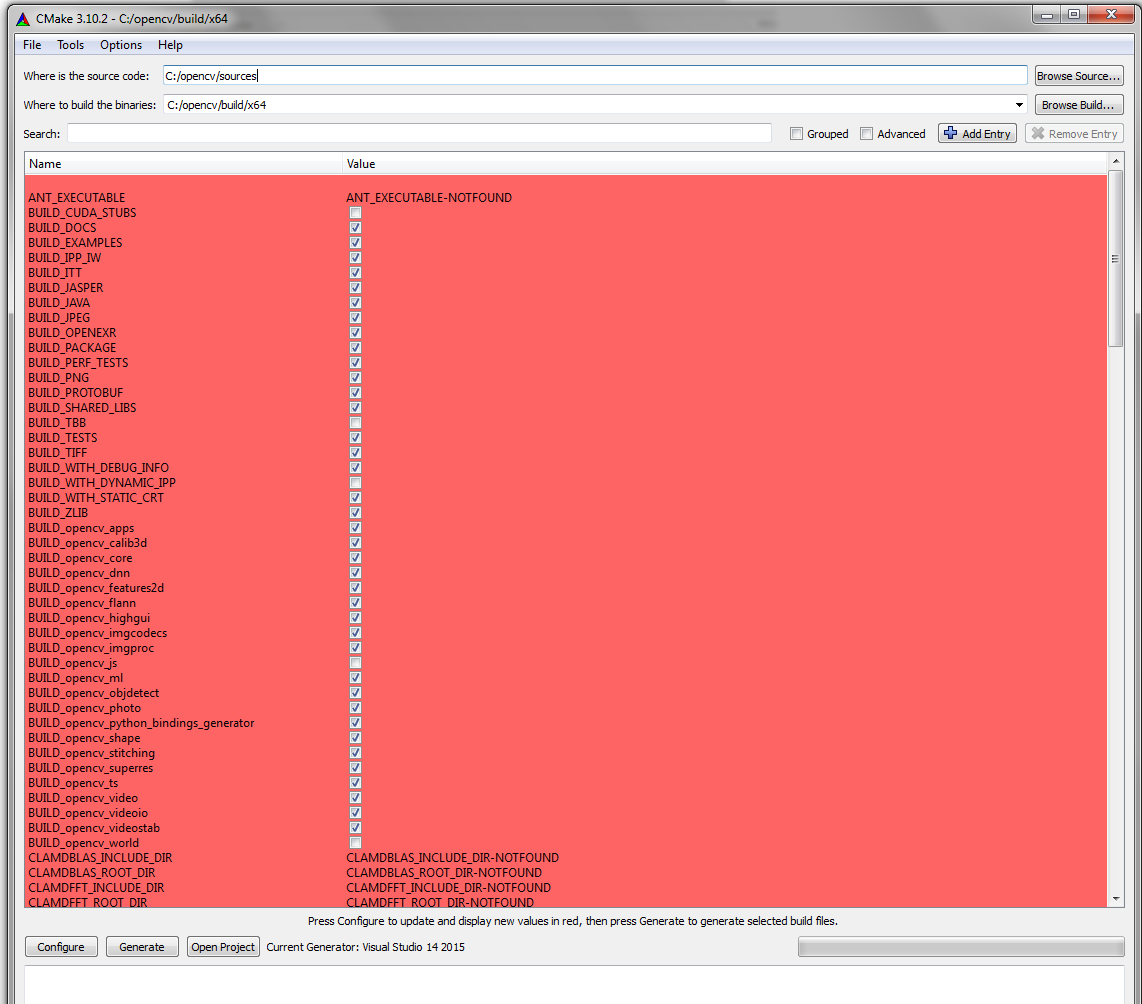 CMake 3.10.2 - C:/opencv/build/x64
File Tools Options Help
Where is the source code: C:/opencv/sources Browse Source...
Where to build the binaries: C:/opencv/build/x64 Browse Build...
Search: Grouped Advanced Add Entry Remove Entry
Name Value
ANT_EXECUTABLE ANT_EXECUTABLE-NOTFOUND
BUILD_CUDA_STUBS
BUILD_DOCS
BUILD_EXAMPLES
BUILD_IPP_IW
BUILD_ITT
BUILD_JASPER
BUILD_JAVA
BUILD_JPEG
BUILD_OPENEXR
BUILD_PACKAGE
BUILD_PERF_TESTS
BUILD_PNG
BUILD_PROTOBUF
BUILD_SHARED_LIBS
BUILD_TBB
BUILD_TESTS
BUILD_TIFF
BUILD_WITH_DEBUG_INFO
BUILD_WITH_DYNAMIC_IPP
BUILD_WITH_STATIC_CRT
BUILD_ZLIB
BUILD_opencv_apps
BUILD_opencv_calib3d
BUILD_opencv_core
BUILD_opencv_dnn
BUILD_opencv_features2d
BUILD_opencv_flann
BUILD_opencv_highgui
BUILD_opencv_imgcodecs
BUILD_opencv_imgproc
BUILD_opencv_js
BUILD_opencv_ml
BUILD_opencv_objdetect
BUILD_opencv_photo
BUILD_opencv_python_bindings_generator
BUILD_opencv_shape
BUILD_opencv_stitching
BUILD_opencv_superres
BUILD_opencv_ts
BUILD_opencv_video
BUILD_opencv_videoio
BUILD_opencv_videostab
BUILD_opencv_world
CLAMDBLAS_INCLUDE_DIR CLAMDBLAS_INCLUDE_DIR-NOTFOUND
CLAMDBLAS_ROOT_DIR CLAMDBLAS_ROOT_DIR-NOTFOUND
CLAMDFFT_INCLUDE_DIR CLAMDFFT_INCLUDE_DIR-NOTFOUND
CLAMDFFT_ROOT_DIR CLAMDFFT_ROOT_DIR-NOTFOUND
Press Configure to update and display new values in red, then press Generate to generate selected build files.
Configure Generate Open Project Current Generator: Visual Studio 14 2015